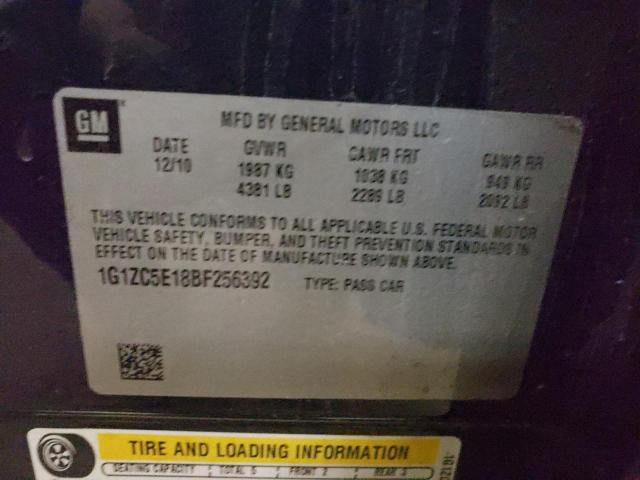 GM
MFD BY GENERAL MOTORS LLC
DATE GVWR GAWR FRT GAWR RR
12/10 1987 KG 1038 KG 949 KG
4381 LB 2289 LB 2092 LB
THIS VEHICLE CONFORMS TO ALL APPLICABLE U.S. FEDERAL MOTOR
VEHICLE SAFETY, BUMPER, AND THEFT PREVENTION STANDARDS IN
EFFECT ON THE DATE OF MANUFACTURE SHOWN ABOVE.
1G1ZC5E18BF256392 TYPE: PASS CAR
TIRE AND LOADING INFORMATION
SEATING CAPACITY TOTAL 5 FRONT 2 REAR 3